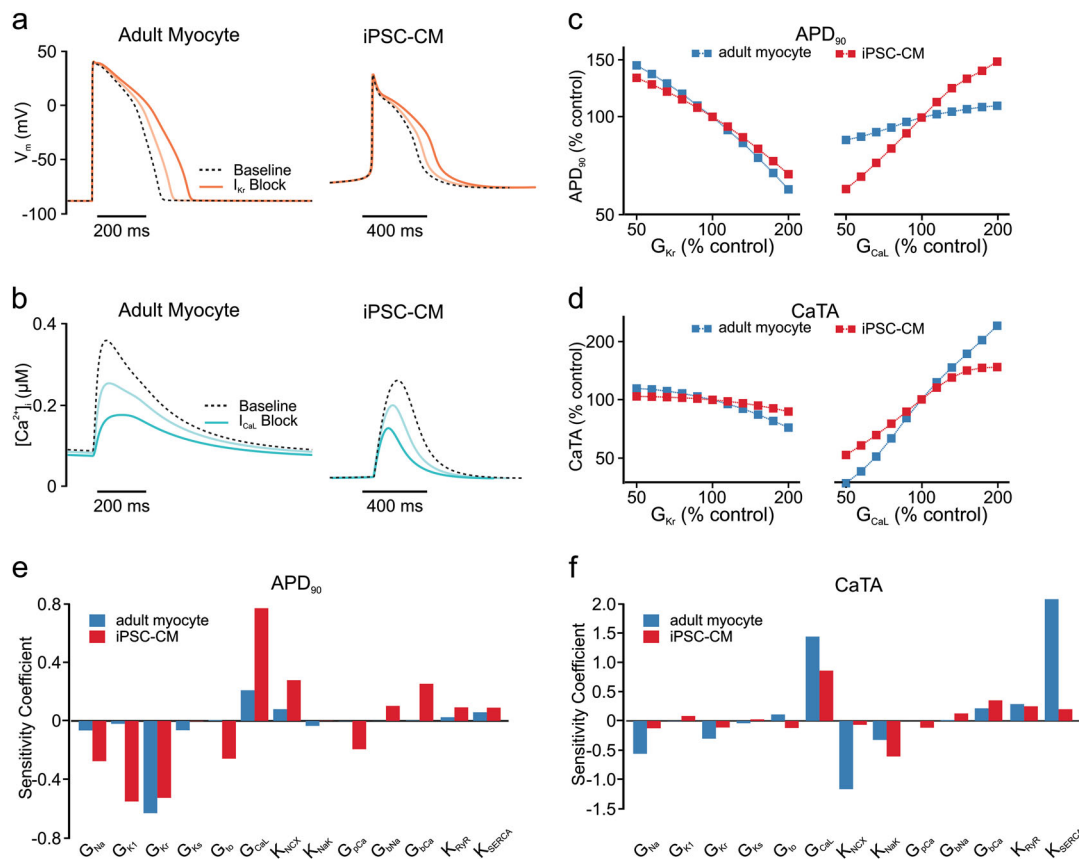 a
Adult Myocyte
iPSC-CM
50
0
-50
-100
Vm (mV)
Baseline
IKr Block
200 ms
400 ms
b
Adult Myocyte
iPSC-CM
0.4
0.2
0
[Ca2+]i (μM)
Baseline
ICaL Block
200 ms
400 ms
c
APD90
adult myocyte
iPSC-CM
150
100
50
APD90 (% control)
50 100 200
GKr (% control)
50 100 200
GCaL (% control)
d
CaTA
adult myocyte
iPSC-CM
200
100
50
CaTA (% control)
50 100 200
GKr (% control)
50 100 200
GCaL (% control)
e
APD90
adult myocyte
iPSC-CM
0.8
0.4
0
-0.4
-0.8
Sensitivity Coefficient
GNa GK1 GKr GKs Gto GCaL KNCX KNaK GpCa GbNa GbCa KRyR KSERCA
f
CaTA
adult myocyte
iPSC-CM
2.0
1.5
1.0
0.5
0
-0.5
-1.0
-1.5
Sensitivity Coefficient
GNa GK1 GKr GKs Gto GCaL KNCX KNaK GpCa GbNa GbCa KRyR KSERCA